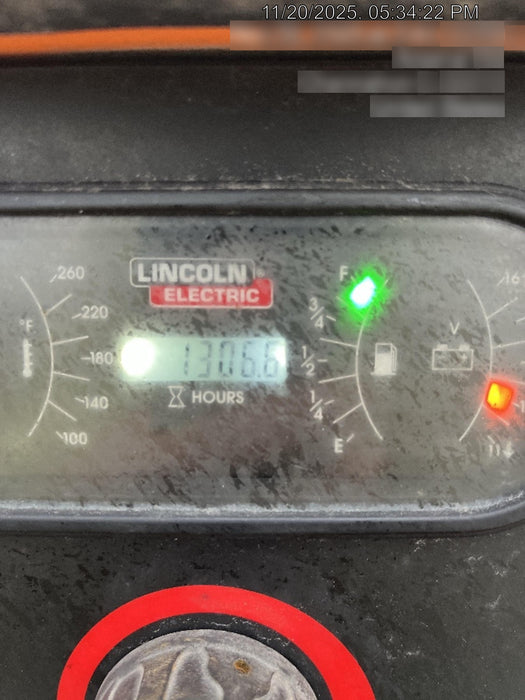 11/20/2025. 05:34:22 PM
LINCOLN®
ELECTRIC
1306.6
HOURS
260
220
°F
180
140
100
F
3/4
1/2
1/4
E
V